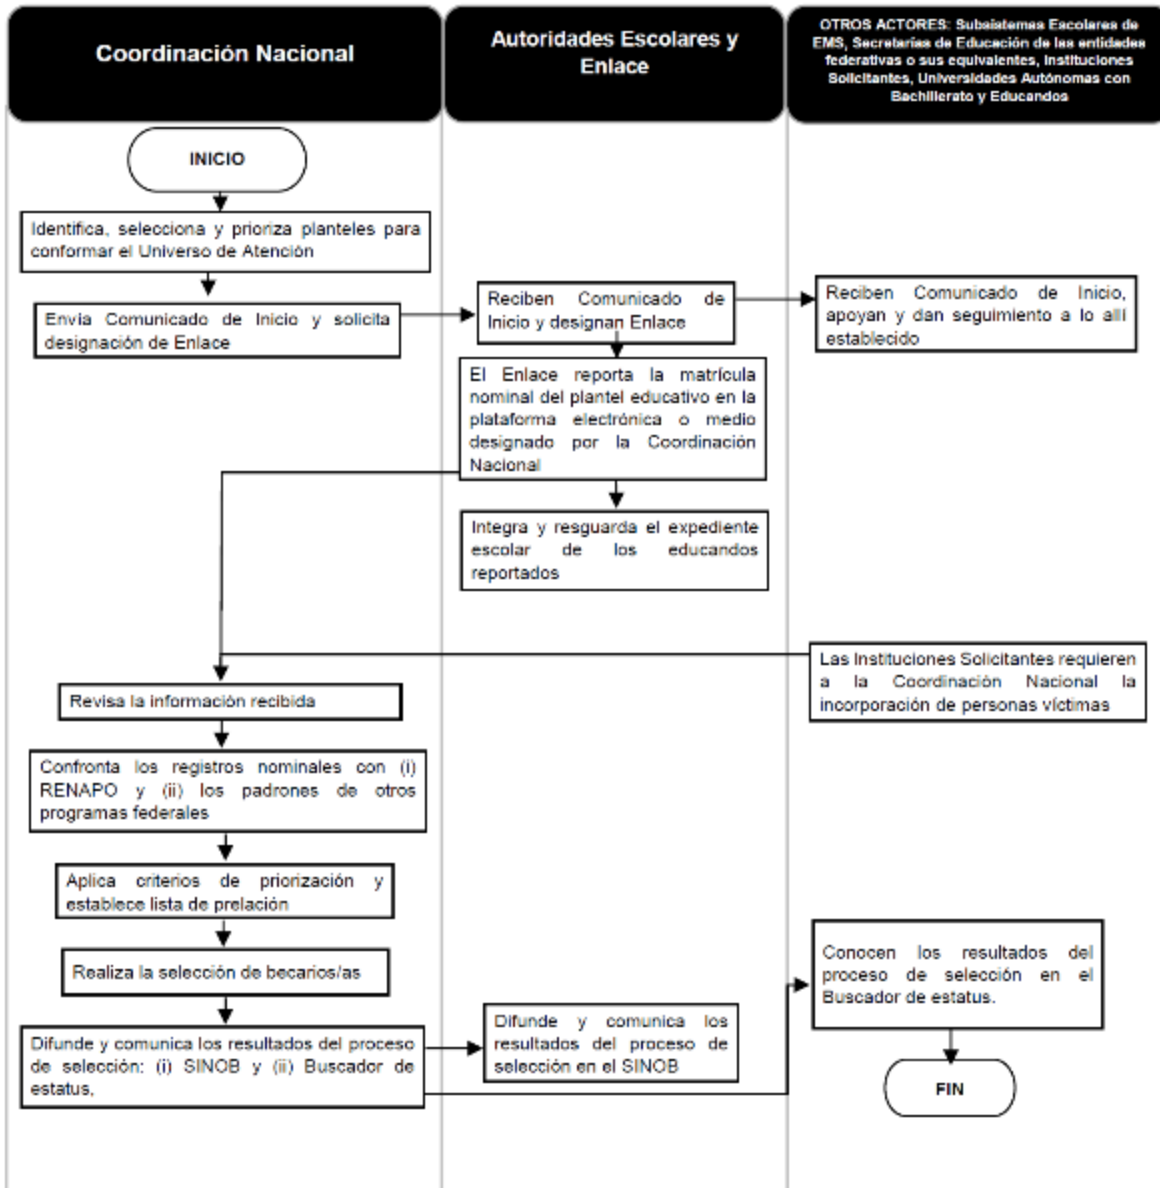 Coordinación Nacional
Autoridades Escolares y
Enlace
OTROS ACTORES: Subsistemas Escolares de
EMS, Secretarías de Educación de las entidades
federativas o sus equivalentes, Instituciones
Solicitantes, Universidades Autónomas con
Bachillerato y Educandos
INICIO
Identifica, selecciona y prioriza planteles para
conformar el Universo de Atención
Envía Comunicado de Inicio y solicita
designación de Enlace
Reciben Comunicado de
Inicio y designan Enlace
Reciben Comunicado de Inicio,
apoyan y dan seguimiento a lo allí
establecido
El Enlace reporta la matrícula
nominal del plantel educativo en la
plataforma electrónica o medio
designado por la Coordinación
Nacional
Integra y resguarda el expediente
escolar de los educandos
reportados
Las Instituciones Solicitantes requieren
a la Coordinación Nacional la
incorporación de personas víctimas
Revisa la información recibida
Confronta los registros nominales con (i)
RENAPO y (ii) los padrones de otros
programas federales
Aplica criterios de priorización y
establece lista de prelación
Realiza la selección de becarios/as
Difunde y comunica los resultados del proceso
de selección: (i) SINOB y (ii) Buscador de
estatus,
Difunde y comunica los
resultados del proceso de
selección en el SINOB
Conocen los resultados del
proceso de selección en el
Buscador de estatus.
FIN